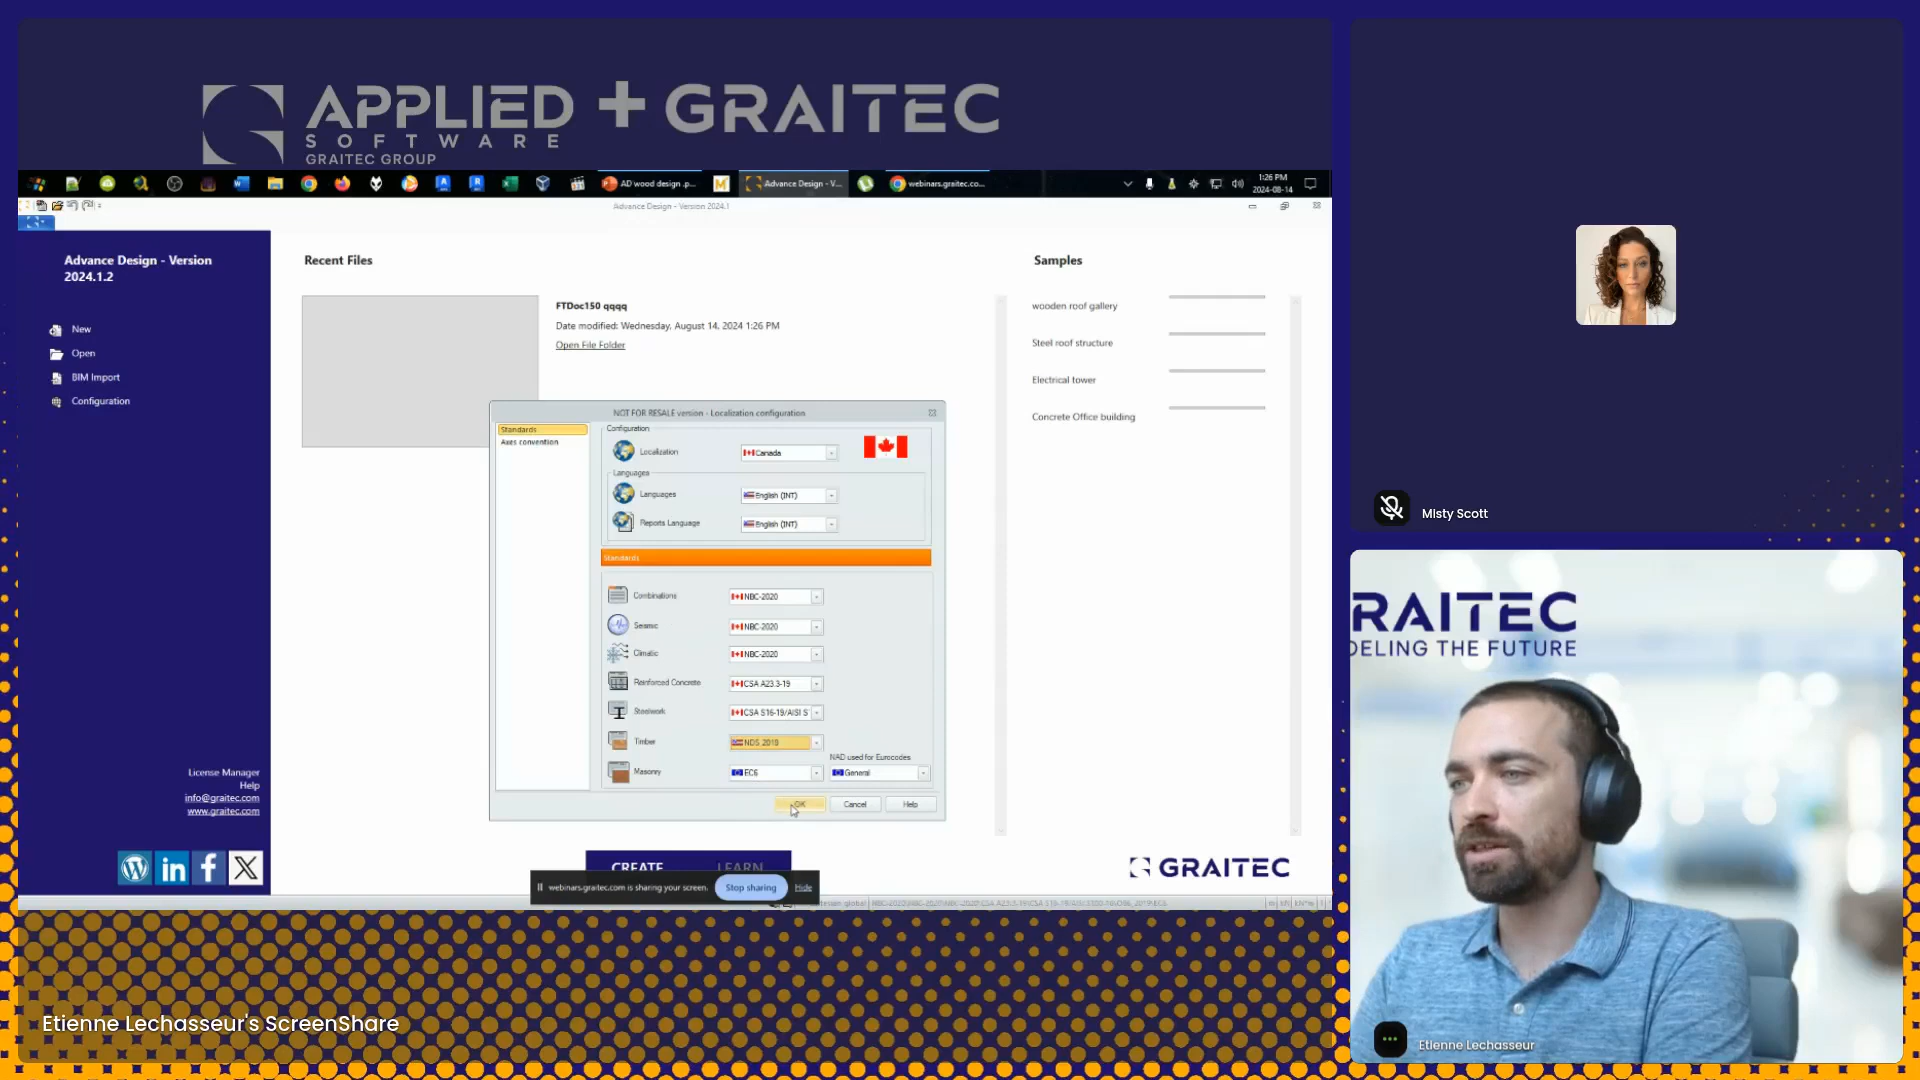 APPLIED
SOFTWARE
GRAITEC GROUP
+ GRAITEC
AD wood design .p...
M
Advance Design - V...
webinars.graitec.co...
1:26 PM
2024-08-14
Advance Design - Version 2024.1
Advance Design - Version
2024.1.2
New
Open
BIM Import
Configuration
License Manager
Help
info@graitec.com
www.graitec.com
Recent Files
FTDoc150 qqqq
Date modified: Wednesday, August 14, 2024 1:26 PM
Open File Folder
Samples
wooden roof gallery
Steel roof structure
Electrical tower
Concrete Office building
NOT FOR RESALE version - Localization configuration
Standards
Axes convention
Configuration
Localization
Canada
Languages
Languages
English (INT)
Reports Language
English (INT)
Standards
Combinations
NBC-2020
Seismic
NBC-2020
Climatic
NBC-2020
Reinforced Concrete
CSA A23.3-19
Steelwork
CSA S16-19/AISI S
Timber
NDS_2019
NAD used for Eurocodes
Masonry
EC6
General
OK
Cancel
Help
CREATE
LEARN
GRAITEC
webinars.graitec.com is sharing your screen.
Stop sharing
Hide
Etienne Lechasseur's ScreenShare
Misty Scott
RAITEC
DELING THE FUTURE
Etienne Lechasseur